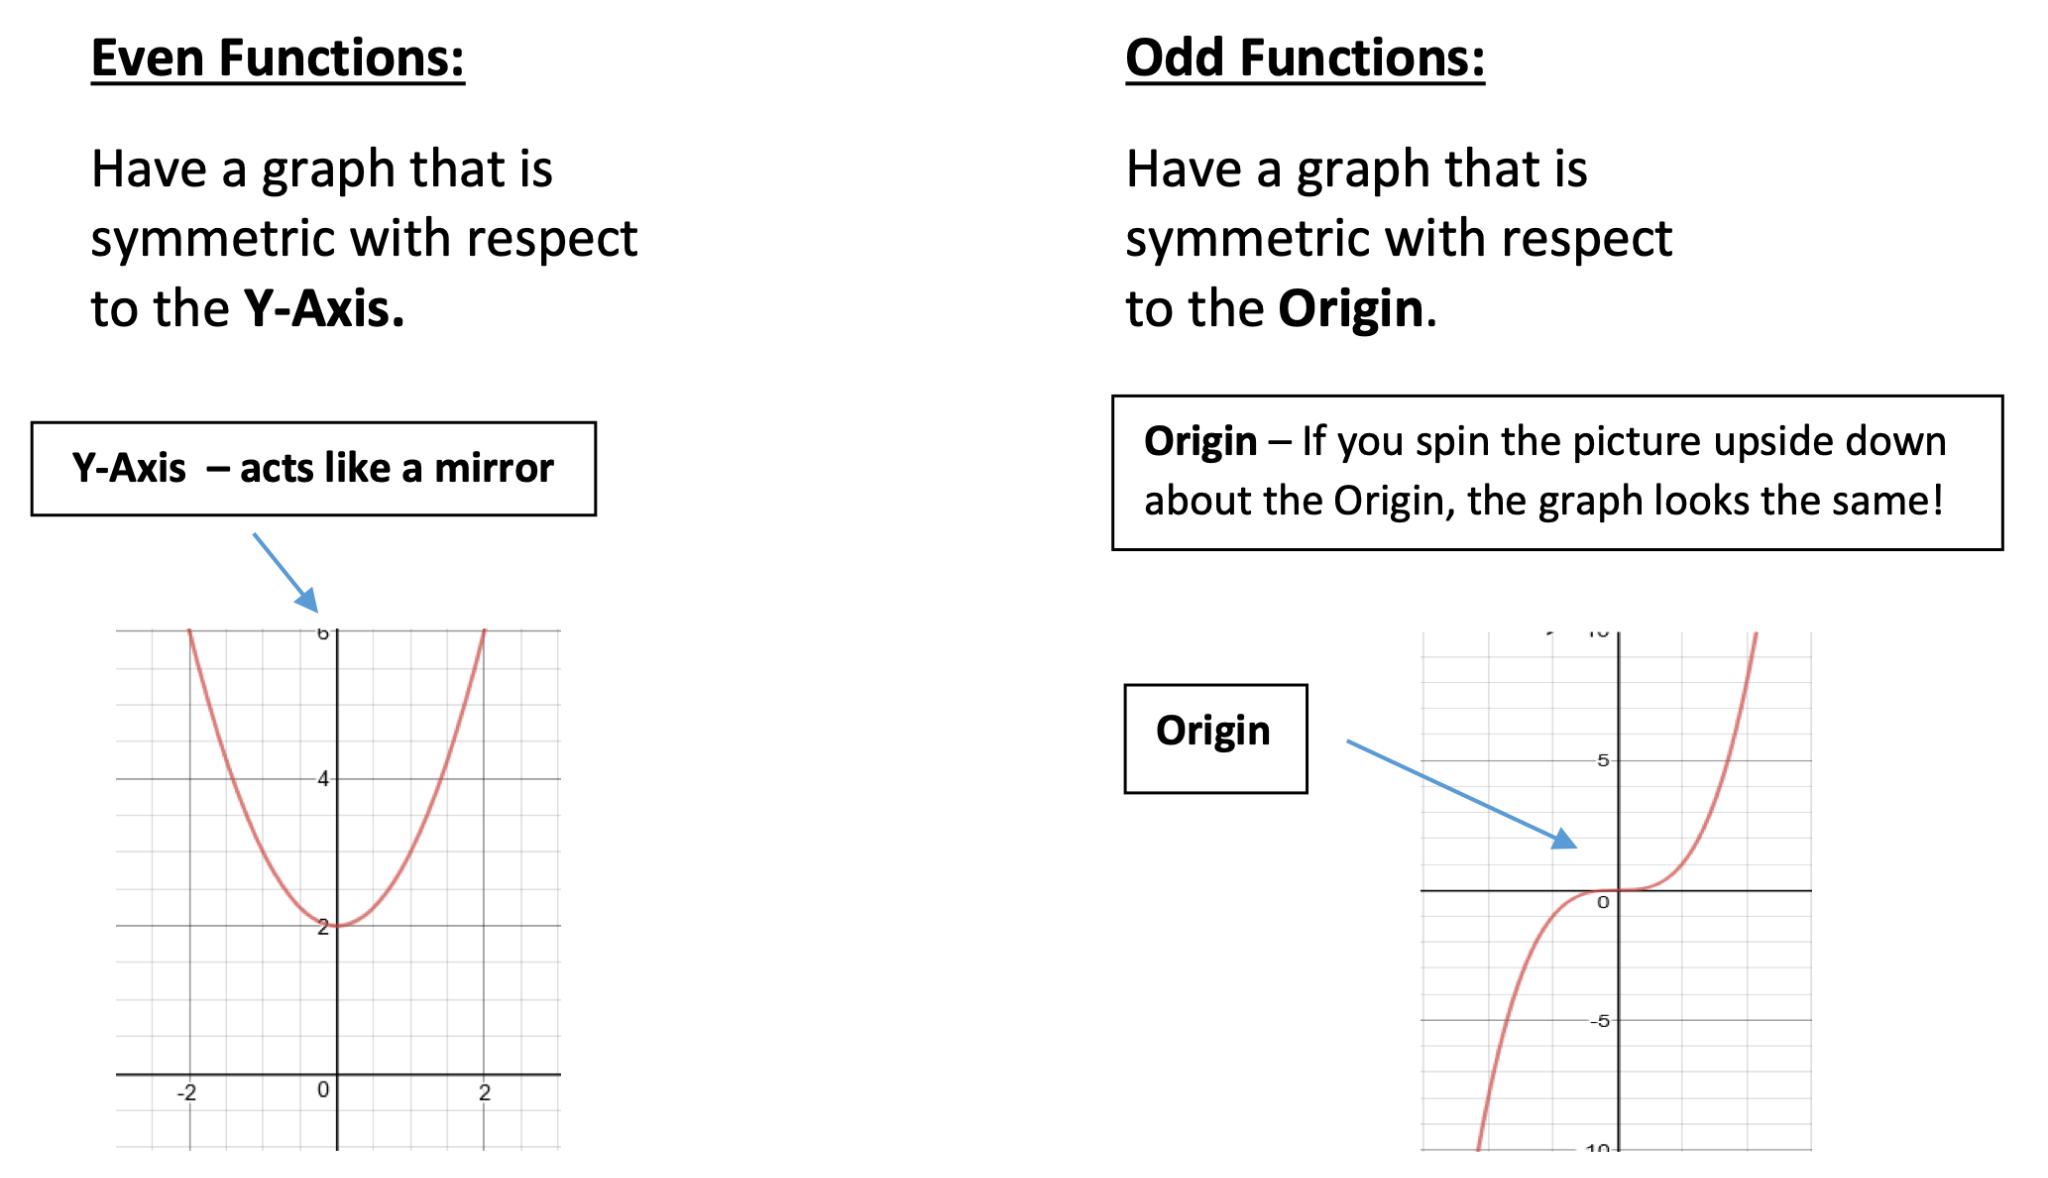 Even Functions:
Have a graph that is
symmetric with respect
to the Y-Axis.
Y-Axis – acts like a mirror
6
4
2
-2
0
2
Odd Functions:
Have a graph that is
symmetric with respect
to the Origin.
Origin – If you spin the picture upside down
about the Origin, the graph looks the same!
Origin
10
5
0
-5
10